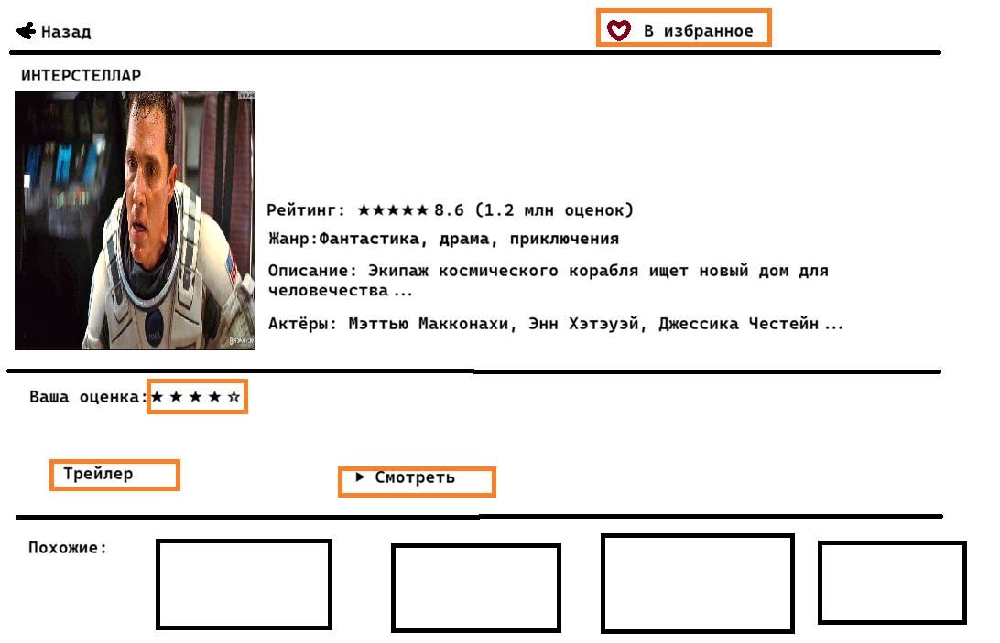 Назад
В избранное
ИНТЕРСТЕЛЛАР
Рейтинг: ★★★★★ 8.6 (1.2 млн оценок)
Жанр:Фантастика, драма, приключения
Описание: Экипаж космического корабля ищет новый дом для
человечества...
Актёры: Мэттью Макконахи, Энн Хэтэуэй, Джессика Честейн...
Ваша оценка:★ ★ ★ ★ ☆
Трейлер
▶ Смотреть
Похожие: